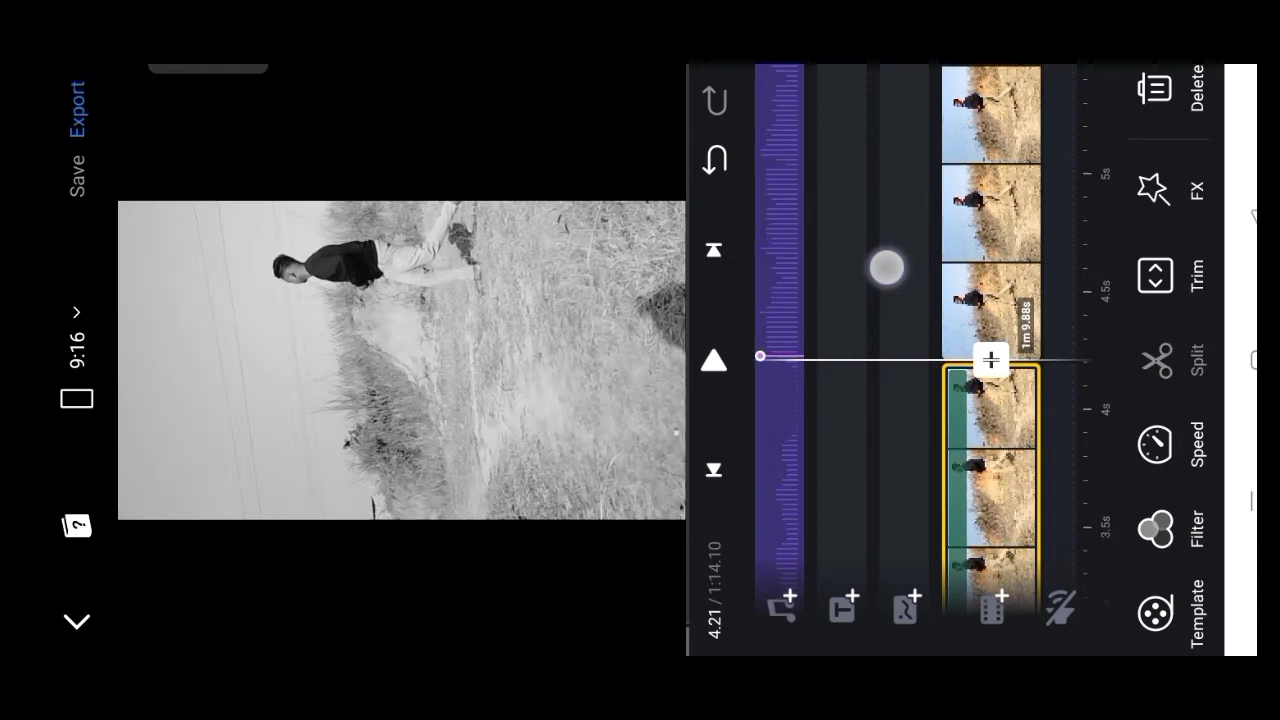 9:16
Save
Export
4.21 / 1:14.10
1m 9.88s
3.5s
4s
4.5s
5s
Template
Filter
Speed
Split
Trim
FX
Delete